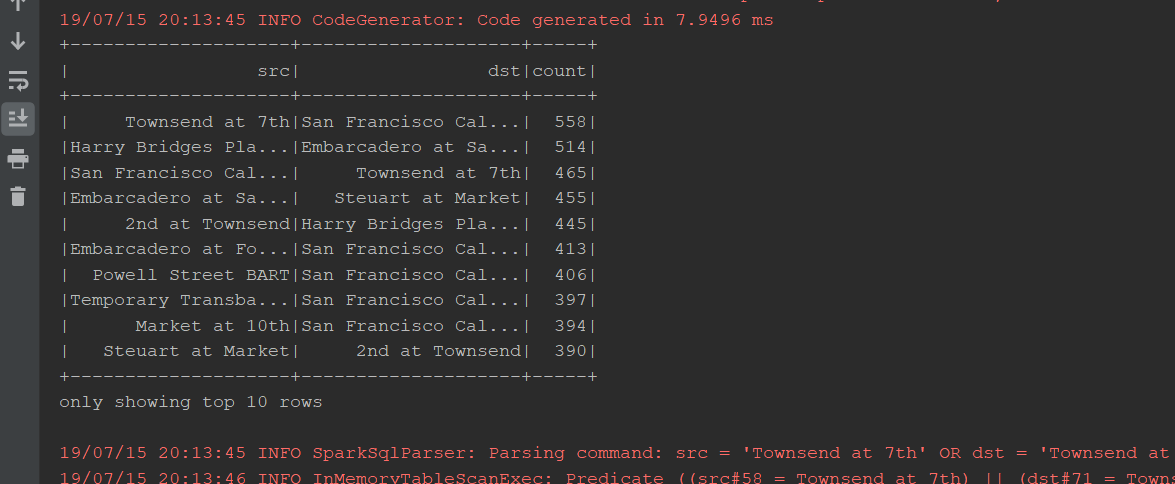 19/07/15 20:13:45 INFO CodeGenerator: Code generated in 7.9496 ms
+--------------------+--------------------+-----+
|                 src|                 dst|count|
+--------------------+--------------------+-----+
|     Townsend at 7th|San Francisco Cal...|  558|
|Harry Bridges Pla...|Embarcadero at Sa...|  514|
|San Francisco Cal...|     Townsend at 7th|  465|
|Embarcadero at Sa...|   Steuart at Market|  455|
|     2nd at Townsend|Harry Bridges Pla...|  445|
|Embarcadero at Fo...|San Francisco Cal...|  413|
|  Powell Street BART|San Francisco Cal...|  406|
|Temporary Transba...|San Francisco Cal...|  397|
|      Market at 10th|San Francisco Cal...|  394|
|   Steuart at Market|     2nd at Townsend|  390|
+--------------------+--------------------+-----+
only showing top 10 rows
19/07/15 20:13:45 INFO SparkSqlParser: Parsing command: src = 'Townsend at 7th' OR dst = 'Townsend at
19/07/15 20:13:46 INFO InMemoryTableScanExec: Predicate ((src#58 = Townsend at 7th) || (dst#71 = Town